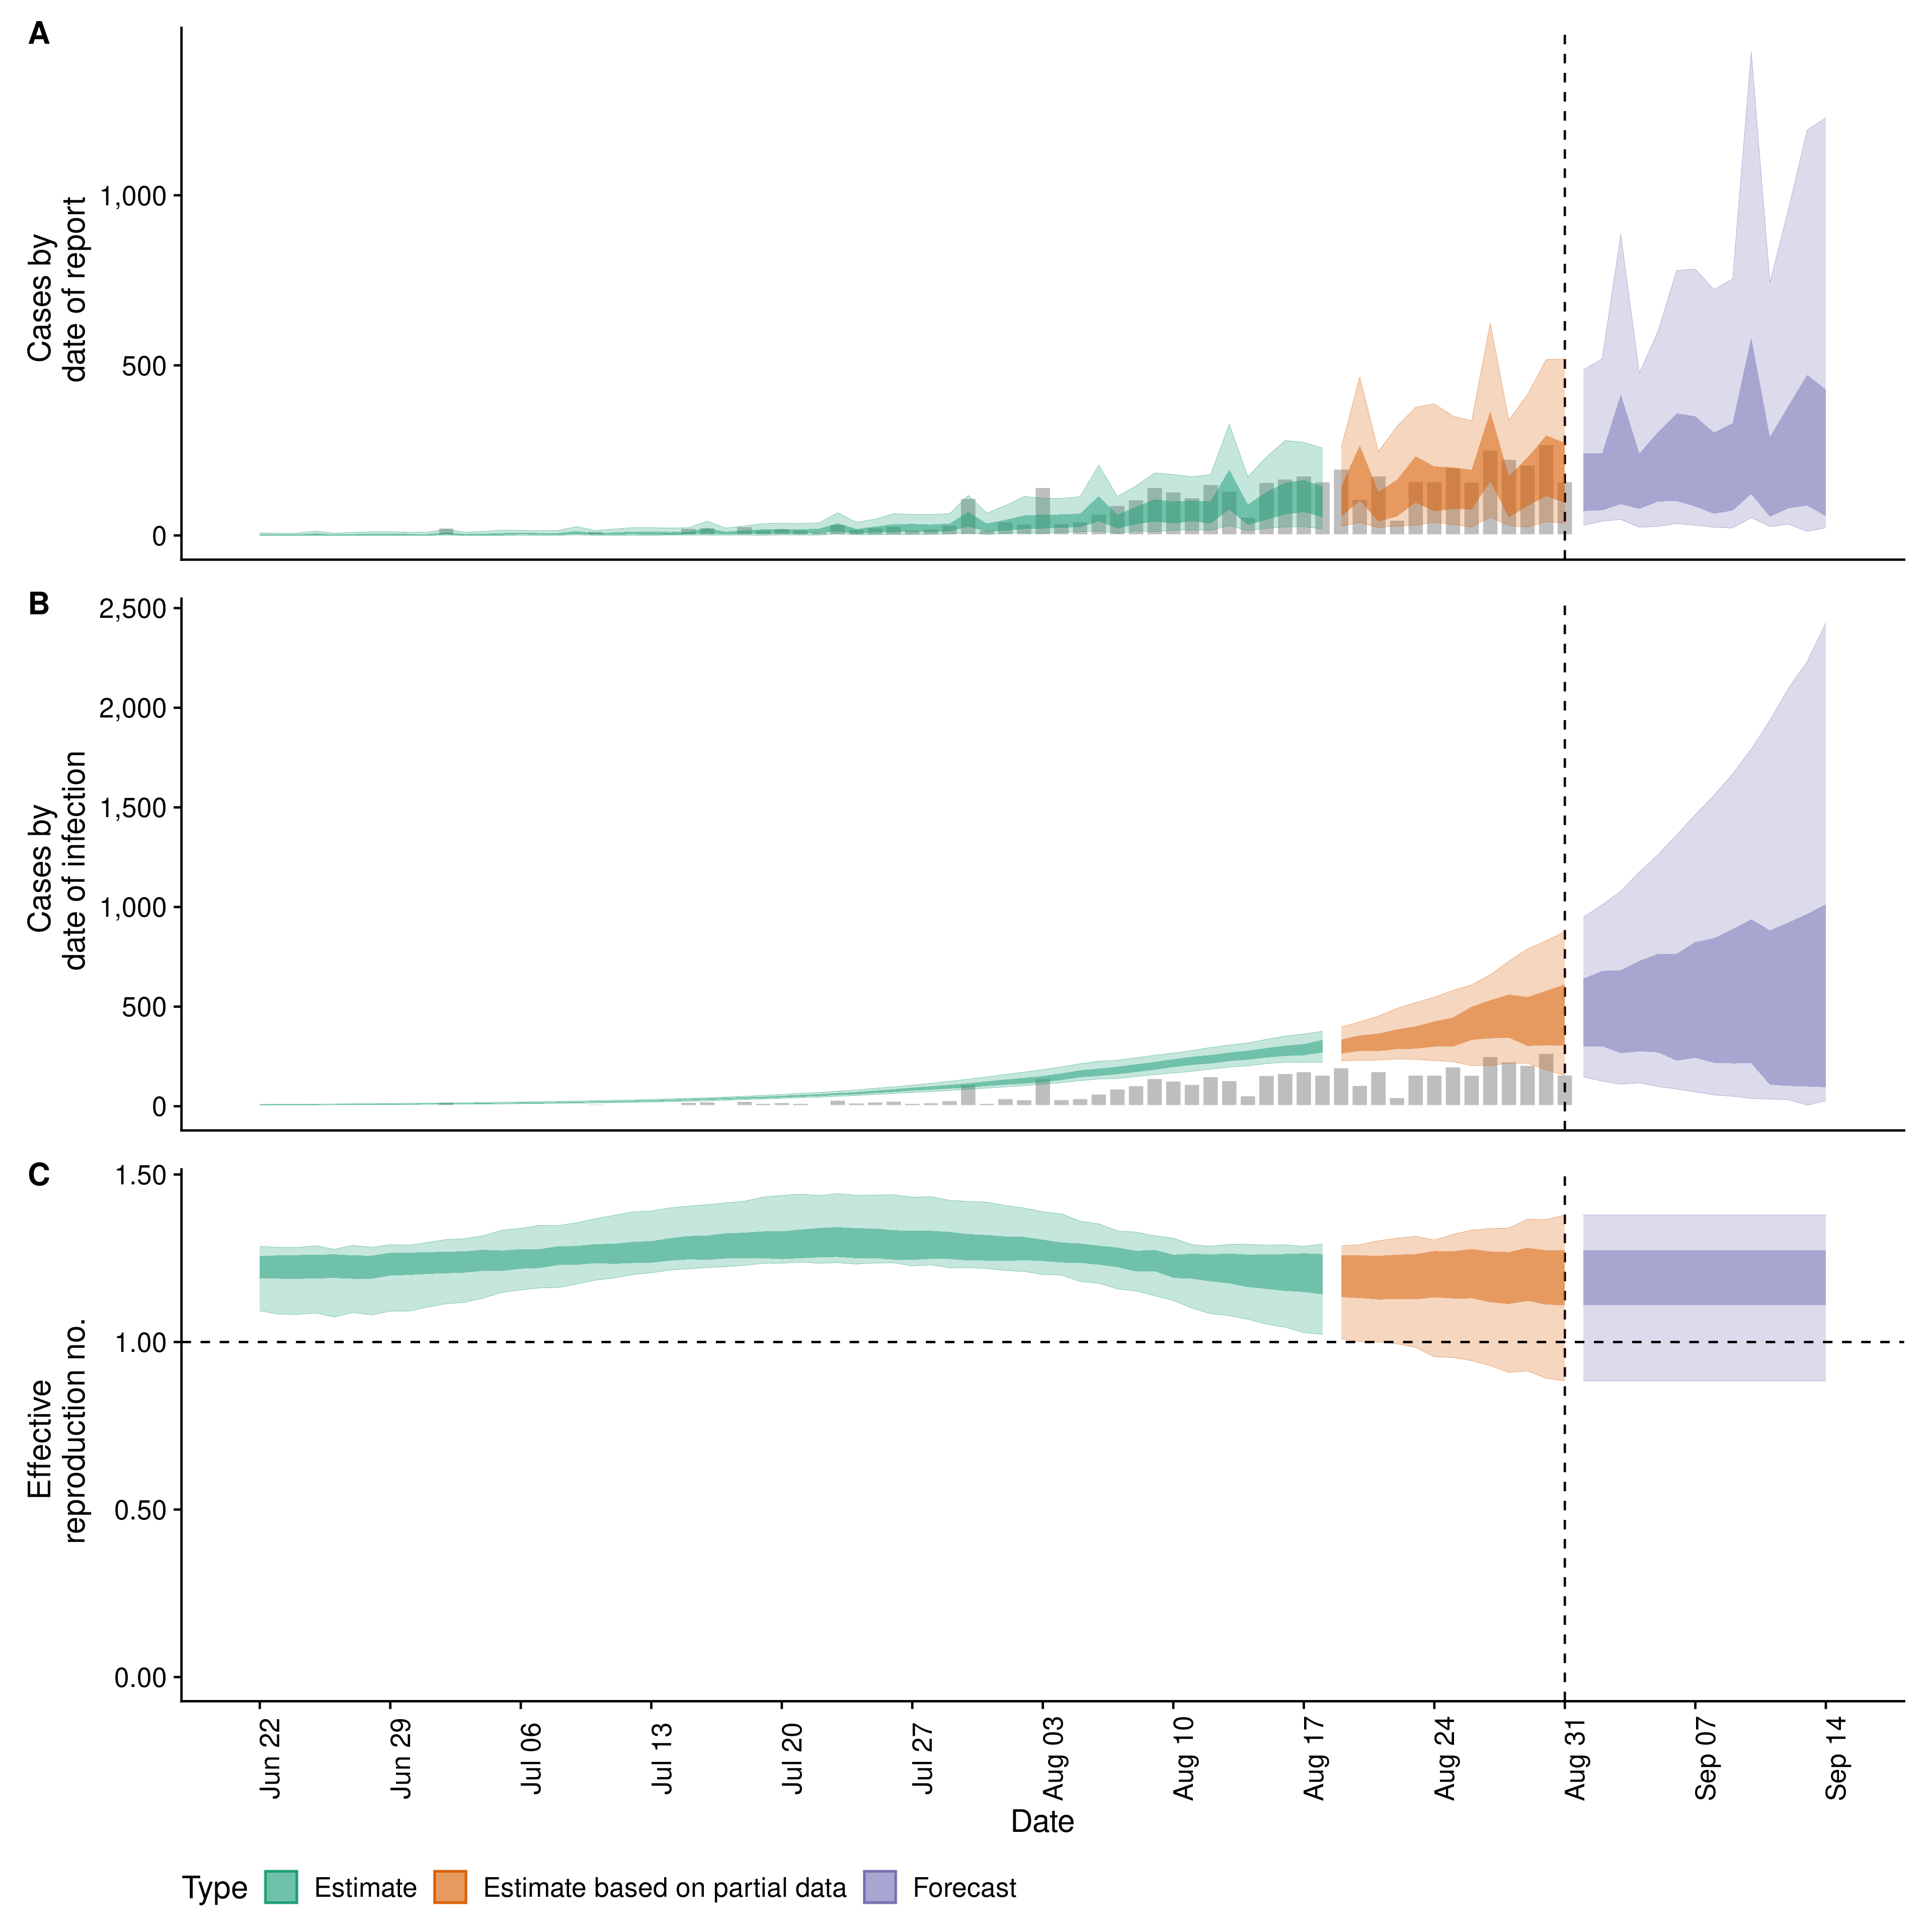 A
Cases by
date of report
1,000
500
0
B
Cases by
date of infection
2,500
2,000
1,500
1,000
500
0
C
Effective
reproduction no.
1.50
1.00
0.50
0.00
Jun 22
Jun 29
Jul 06
Jul 13
Jul 20
Jul 27
Aug 03
Aug 10
Aug 17
Aug 24
Aug 31
Sep 07
Sep 14
Date
Type Estimate Estimate based on partial data Forecast